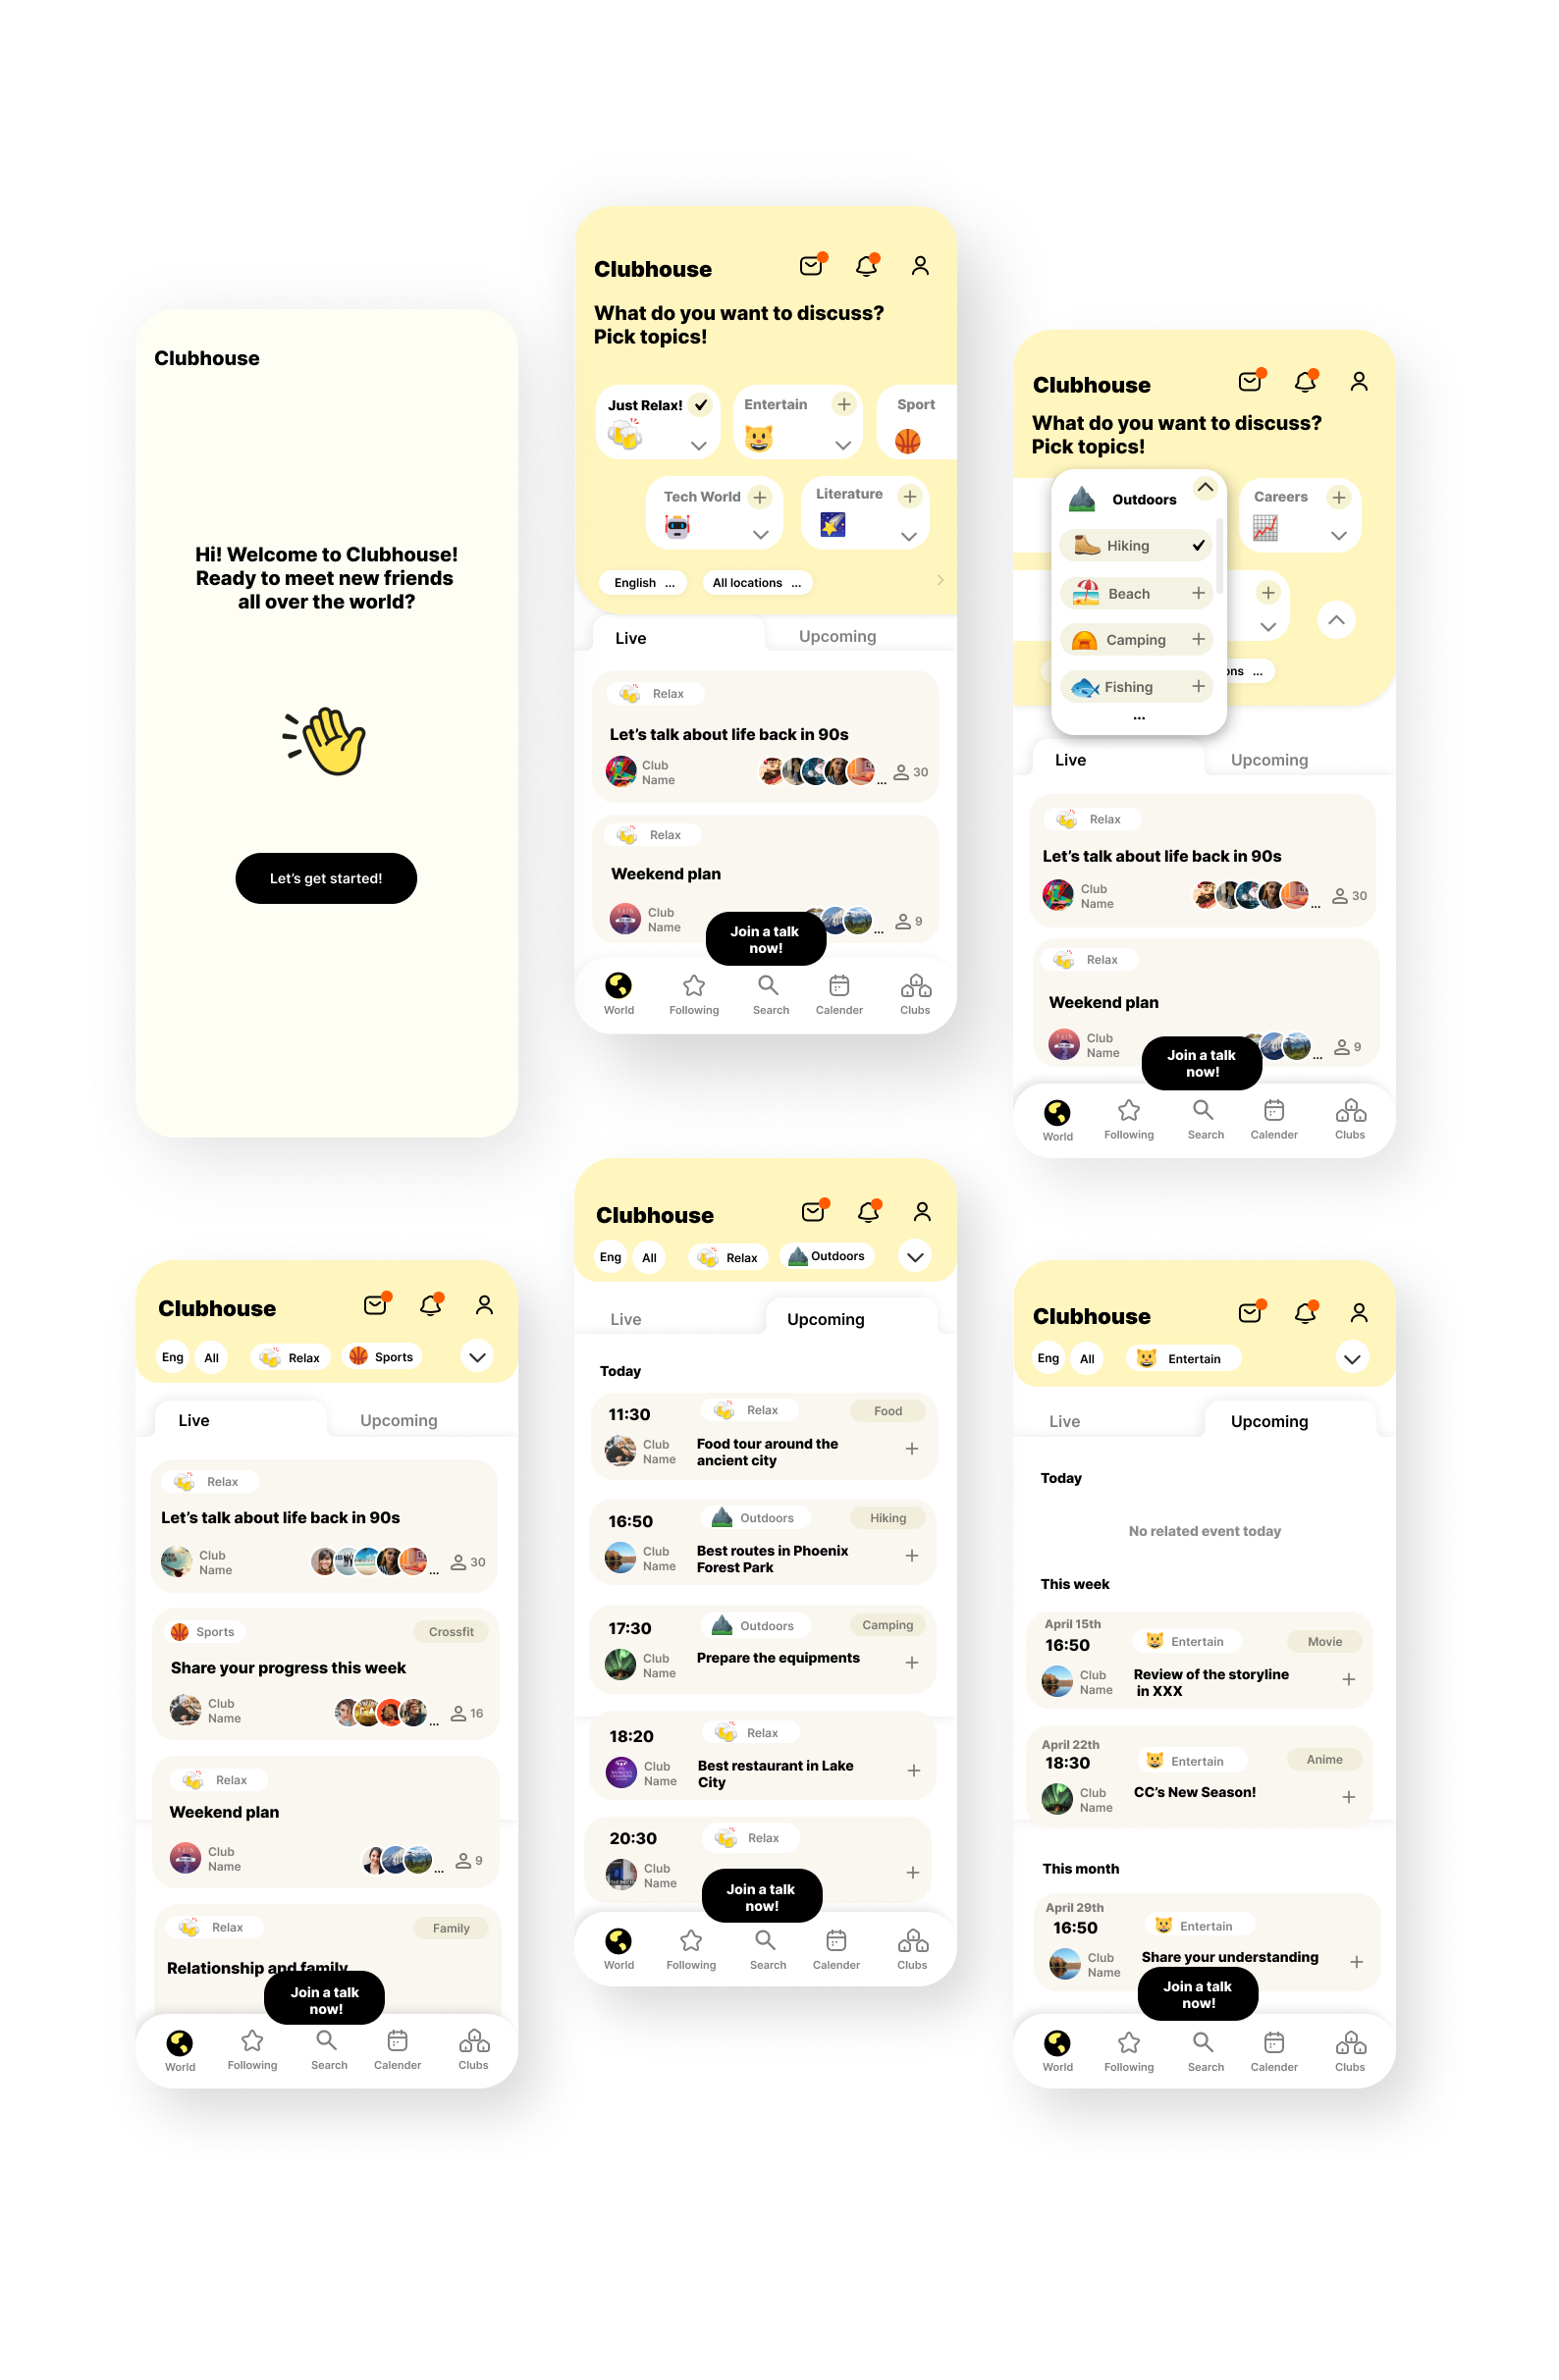 Clubhouse
Hi! Welcome to Clubhouse!
Ready to meet new friends
all over the world?
Let's get started!
Clubhouse
What do you want to discuss?
Pick topics!
Just Relax!
Entertain
Sport
Tech World
Literature
English ...
All locations ...
Live
Upcoming
Relax
Let's talk about life back in 90s
Club
Name
...
30
Relax
Weekend plan
Club
Name
...
9
Join a talk
now!
World
Following
Search
Calender
Clubs
Clubhouse
What do you want to discuss?
Pick topics!
Outdoors
Hiking
Beach
Camping
Fishing
...
Careers
ons ...
Live
Upcoming
Relax
Let's talk about life back in 90s
Club
Name
...
30
Relax
Weekend plan
Club
Name
...
9
Join a talk
now!
World
Following
Search
Calender
Clubs
Clubhouse
Eng
All
Relax
Sports
Live
Upcoming
Relax
Let's talk about life back in 90s
Club
Name
...
30
Sports
Crossfit
Share your progress this week
Club
Name
...
16
Relax
Weekend plan
Club
Name
...
9
Relax
Family
Relationship and family
Join a talk
now!
World
Following
Search
Calender
Clubs
Clubhouse
Eng
All
Relax
Outdoors
Live
Upcoming
Today
11:30
Relax
Food
Club
Name
Food tour around the
ancient city
16:50
Outdoors
Hiking
Club
Name
Best routes in Phoenix
Forest Park
17:30
Outdoors
Camping
Club
Name
Prepare the equipments
18:20
Relax
Club
Name
Best restaurant in Lake
City
20:30
Relax
Club
Name
Join a talk
now!
World
Following
Search
Calender
Clubs
Clubhouse
Eng
All
Entertain
Live
Upcoming
Today
No related event today
This week
April 15th
16:50
Entertain
Movie
Club
Name
Review of the storyline
in XXX
April 22th
18:30
Entertain
Anime
Club
Name
CC's New Season!
This month
April 29th
16:50
Entertain
Club
Name
Share your understanding
Join a talk
now!
World
Following
Search
Calender
Clubs